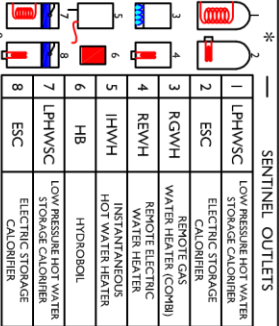 * — SENTINEL OUTLETS
1 LPHWSC LOW PRESSURE HOT WATER
STORAGE CALORIFIER
2 ESC ELECTRIC STORAGE
CALORIFIER
3 RGWH REMOTE GAS
WATER HEATER (COMBI)
4 REWH REMOTE ELECTRIC
WATER HEATER
5 IHWH INSTANTANEOUS
HOT WATER HEATER
6 HB HYDROBOIL
7 LPHWSC LOW PRESSURE HOT WATER
STORAGE CALORIFIER
8 ESC ELECTRIC STORAGE
CALORIFIER
1
2
3
4
5
6
7